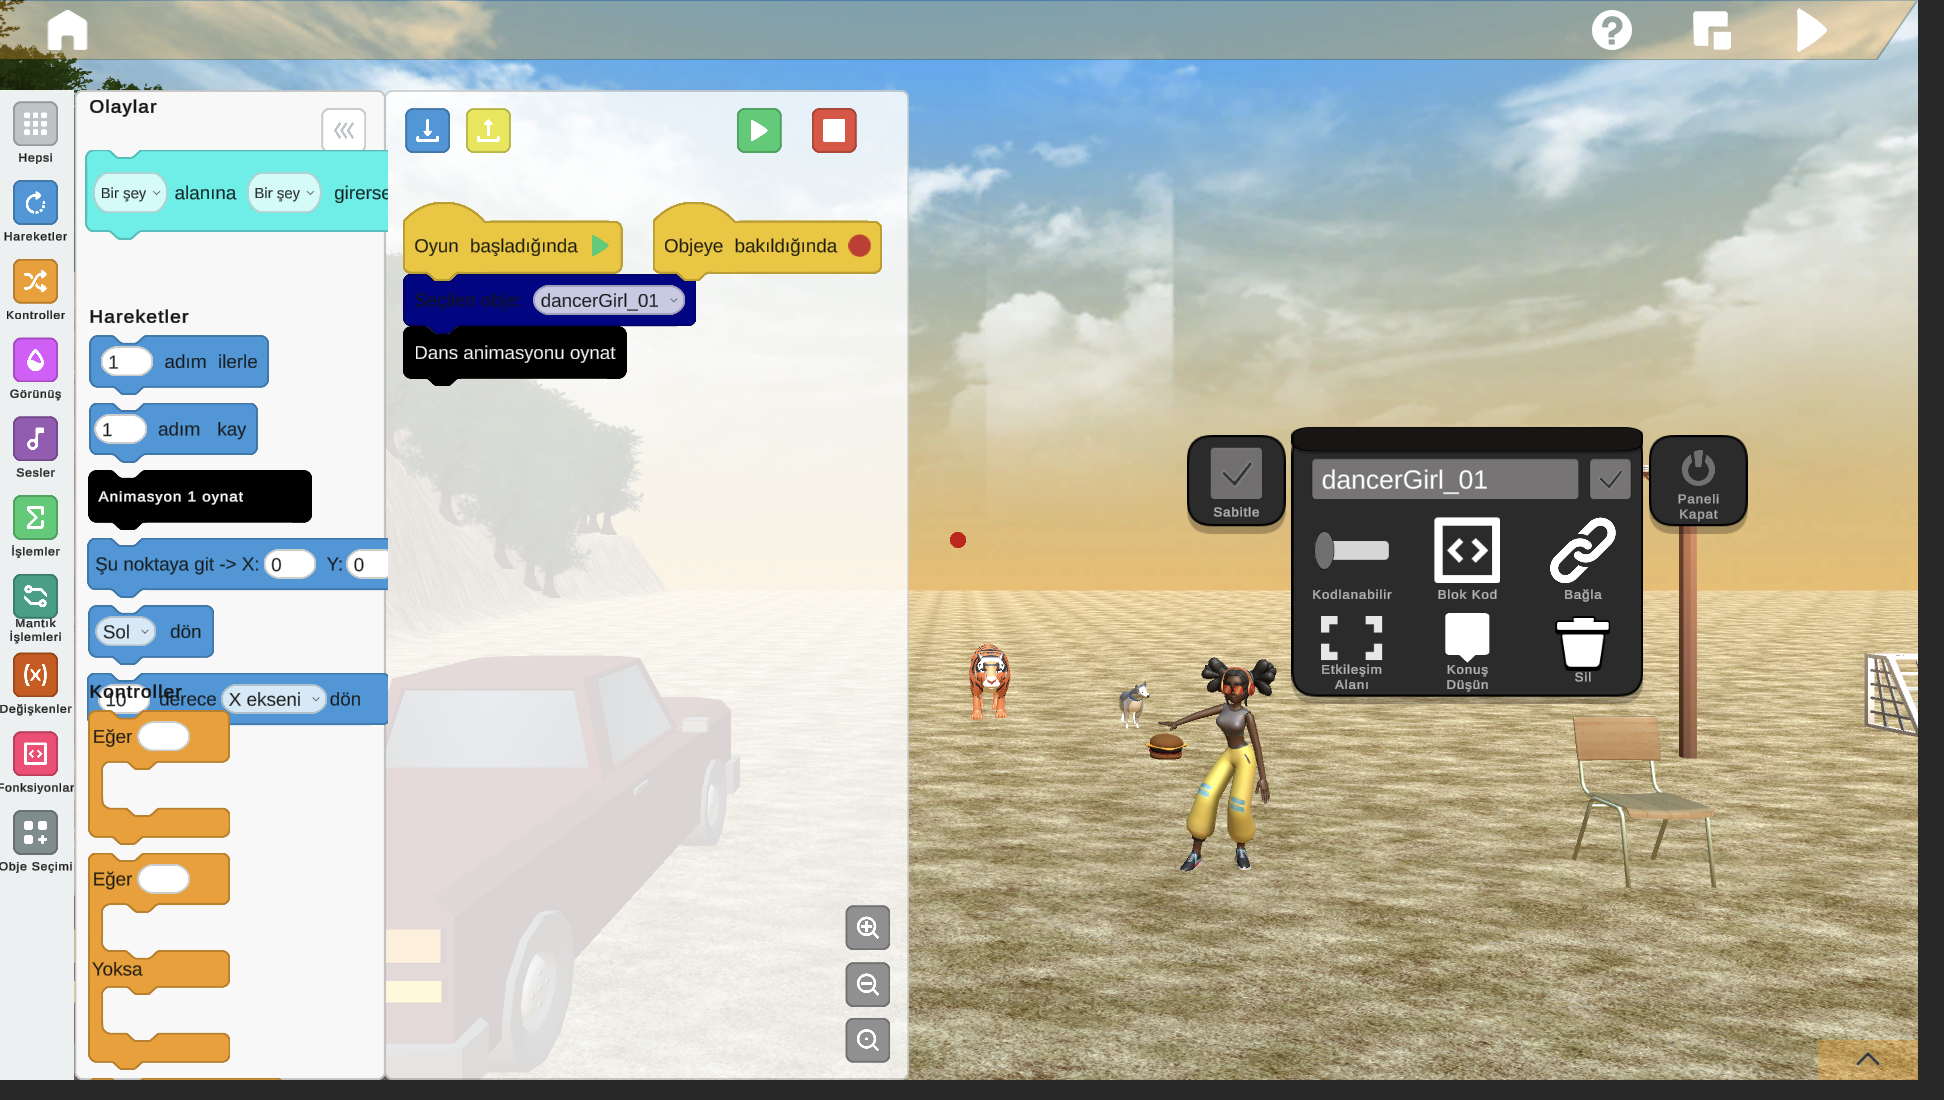 Olaylar
Hepsi
Hareketler
Kontroller
Görünüş
Sesler
İşlemler
Mantık
İşlemleri
Değişkenler
Fonksiyonlar
Obje Seçimi
Bir şey alanına Bir şey girerse
Hareketler
1 adım ilerle
1 adım kay
Animasyon 1 oynat
Şu noktaya git -> X: 0 Y: 0
Sol dön
Kontroller
10 derece X ekseni dön
Eğer
Eğer
Yoksa
Oyun başladığında
Objeye bakıldığında
Seçilen obje dancerGirl_01
Dans animasyonu oynat
Sabitle
dancerGirl_01
Paneli
Kapat
Kodlanabilir
Blok Kod
Bağla
Etkileşim
Alanı
Konuş
Düşün
Sil